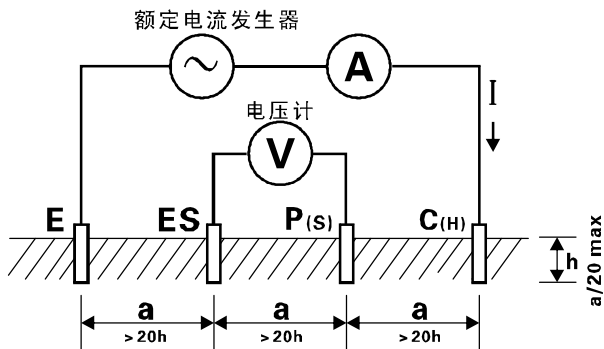 额定电流发生器
A
I
电压计
V
E ES P(S) C(H)
h
a/20 max
a a a
>20h >20h >20h